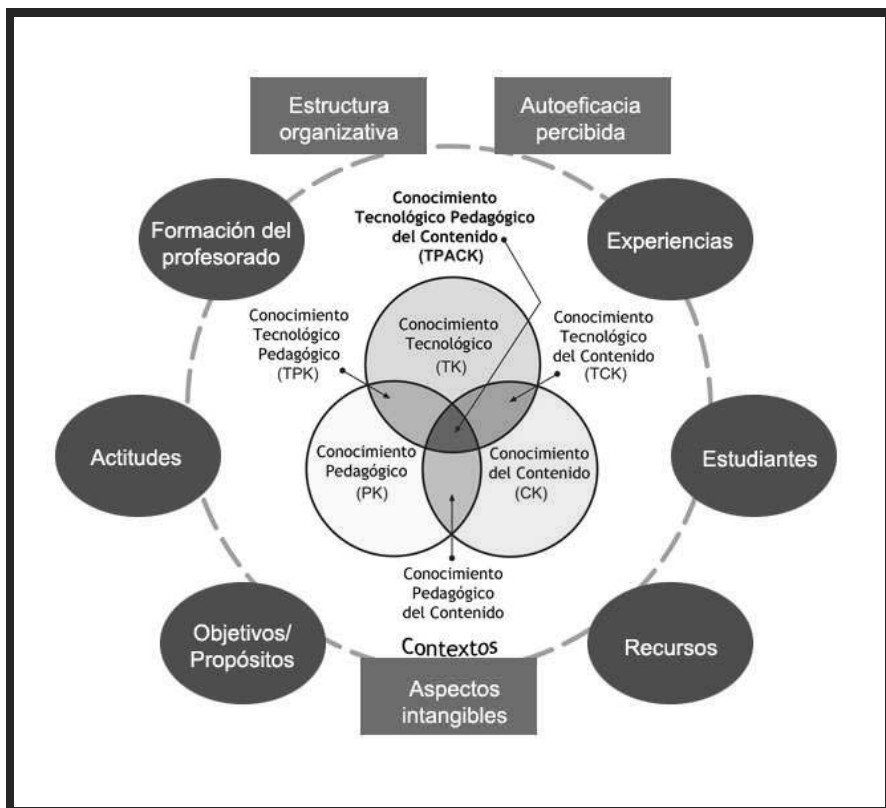 Estructura
organizativa
Autoeficacia
percibida
Conocimiento
Tecnológico Pedagógico
del Contenido
(TPACK)
Formación del
profesorado
Experiencias
Conocimiento
Tecnológico
Pedagógico
(TPK)
Conocimiento
Tecnológico
(TK)
Conocimiento
Tecnológico
del Contenido
(TCK)
Actitudes
Conocimiento
Pedagógico
(PK)
Conocimiento
del Contenido
(CK)
Estudiantes
Conocimiento
Pedagógico
del Contenido
Objetivos/
Propósitos
Contextos
Recursos
Aspectos
intangibles